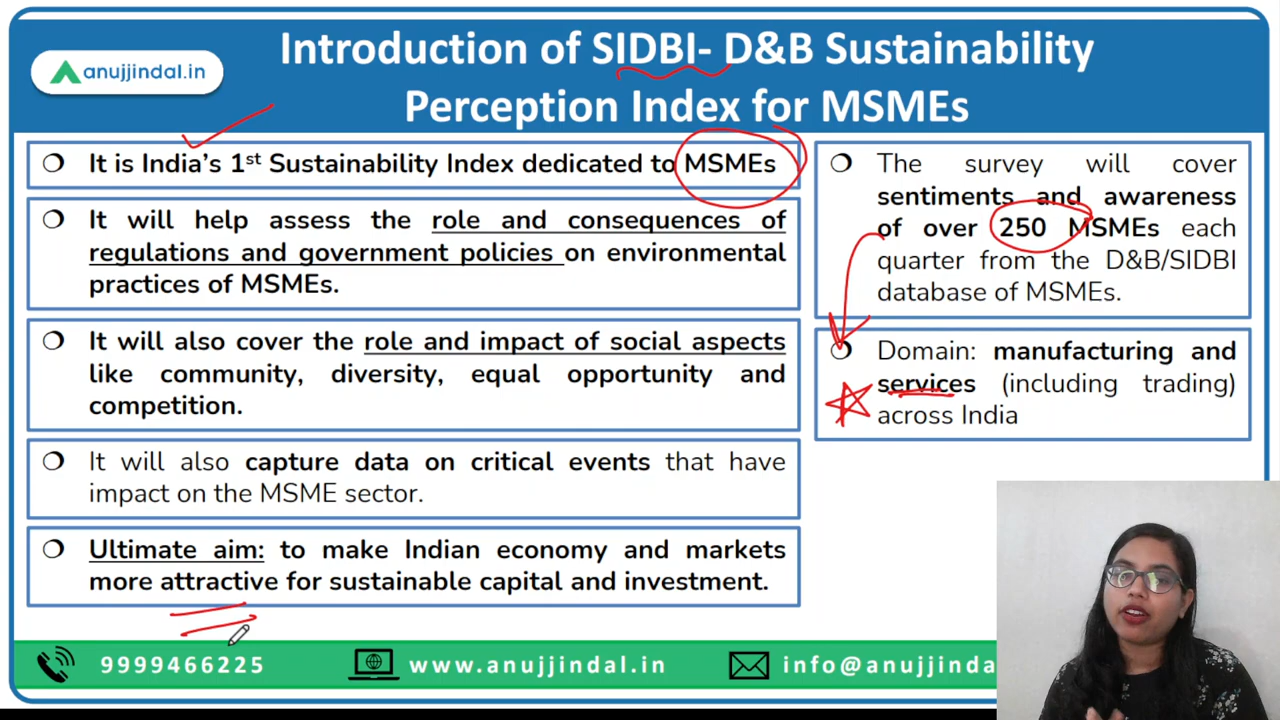 Introduction of SIDBI- D&B Sustainability
Perception Index for MSMEs
anujjindal.in
❍ It is India's 1st Sustainability Index dedicated to MSMEs
❍ It will help assess the role and consequences of
regulations and government policies on environmental
practices of MSMEs.
❍ It will also cover the role and impact of social aspects
like community, diversity, equal opportunity and
competition.
❍ It will also capture data on critical events that have
impact on the MSME sector.
❍ Ultimate aim: to make Indian economy and markets
more attractive for sustainable capital and investment.
❍ The survey will cover
sentiments and awareness
of over 250 MSMEs each
quarter from the D&B/SIDBI
database of MSMEs.
❍ Domain: manufacturing and
services (including trading)
across India
9999466225
www.anujjindal.in
info@anujjinda